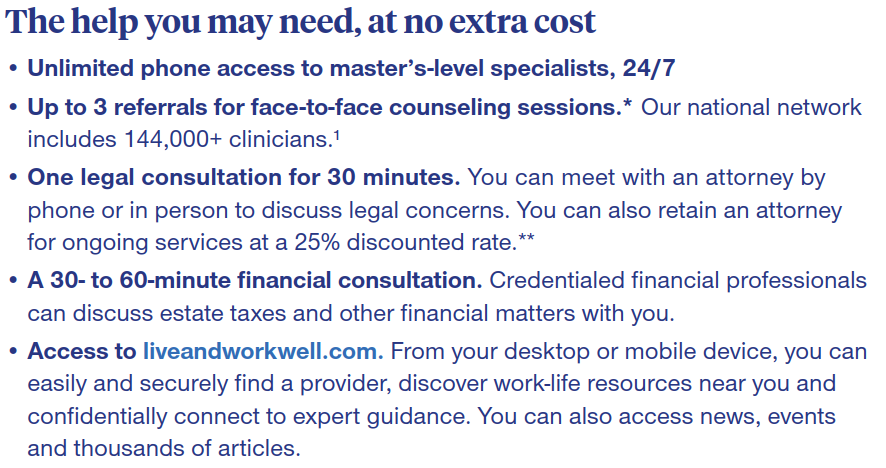 The help you may need, at no extra cost
• Unlimited phone access to master's-level specialists, 24/7
• Up to 3 referrals for face-to-face counseling sessions.* Our national network
includes 144,000+ clinicians.¹
• One legal consultation for 30 minutes. You can meet with an attorney by
phone or in person to discuss legal concerns. You can also retain an attorney
for ongoing services at a 25% discounted rate.**
• A 30- to 60-minute financial consultation. Credentialed financial professionals
can discuss estate taxes and other financial matters with you.
• Access to liveandworkwell.com. From your desktop or mobile device, you can
easily and securely find a provider, discover work-life resources near you and
confidentially connect to expert guidance. You can also access news, events
and thousands of articles.